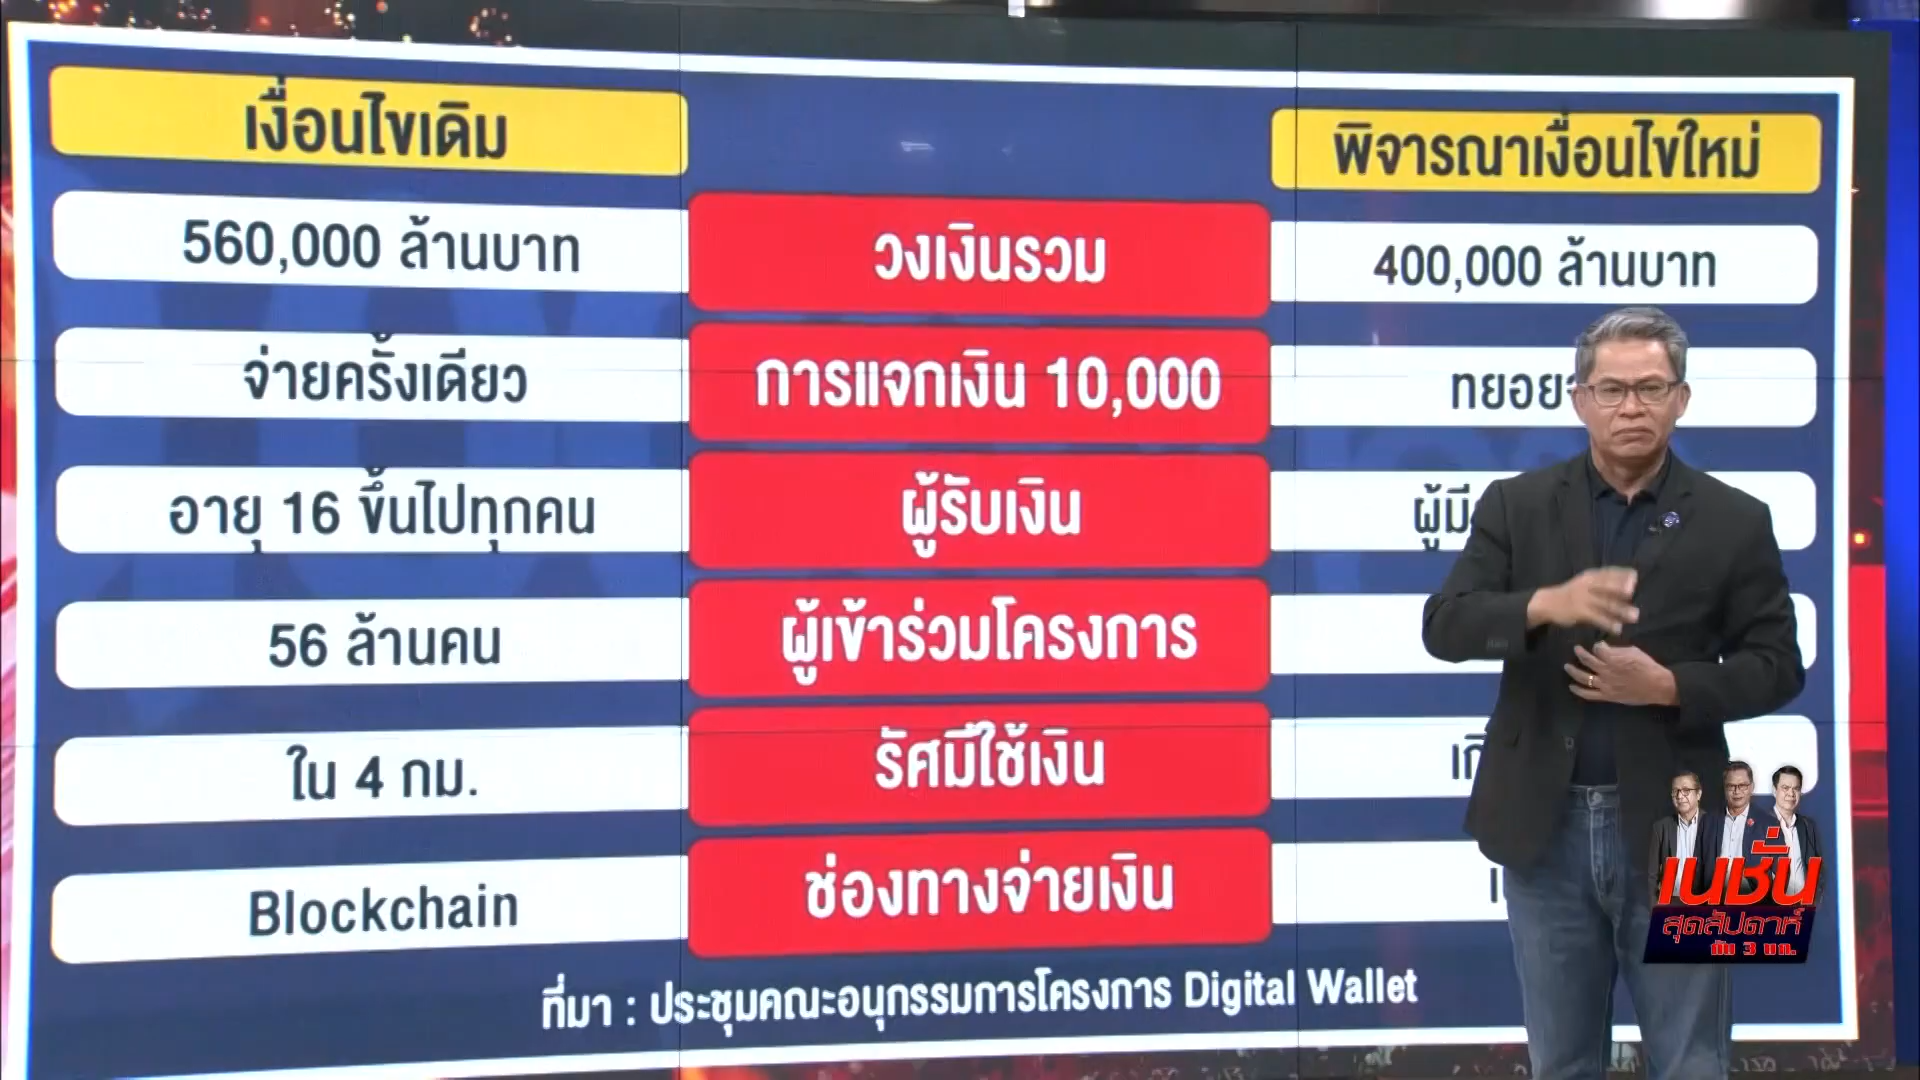 เงื่อนไขเดิม
พิจารณาเงื่อนไขใหม่
560,000 ล้านบาท
วงเงินรวม
400,000 ล้านบาท
จ่ายครั้งเดียว
การแจกเงิน 10,000
อายุ 16 ขึ้นไปทุกคน
ผู้รับเงิน
56 ล้านคน
ผู้เข้าร่วมโครงการ
ใน 4 กม.
รัศมีใช้เงิน
Blockchain
ช่องทางจ่ายเงิน
ที่มา : ประชุมคณะอนุกรรมการโครงการ Digital Wallet
เนชั่น
สุดสัปดาห์
กับ 3 บก.